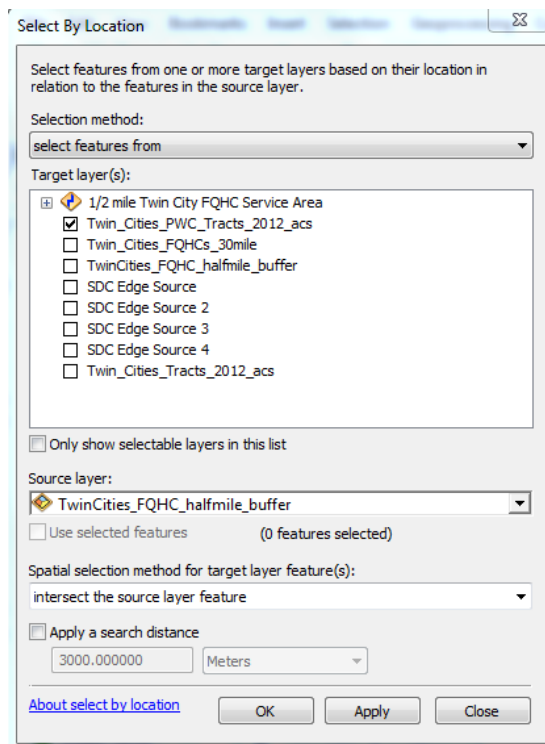 Select By Location
Select features from one or more target layers based on their location in
relation to the features in the source layer.
Selection method:
select features from
Target layer(s):
1/2 mile Twin City FQHC Service Area
Twin_Cities_PWC_Tracts_2012_acs
Twin_Cities_FQHCs_30mile
TwinCities_FQHC_halfmile_buffer
SDC Edge Source
SDC Edge Source 2
SDC Edge Source 3
SDC Edge Source 4
Twin_Cities_Tracts_2012_acs
Only show selectable layers in this list
Source layer:
TwinCities_FQHC_halfmile_buffer
Use selected features (0 features selected)
Spatial selection method for target layer feature(s):
intersect the source layer feature
Apply a search distance
3000.000000 Meters
About select by location OK Apply Close